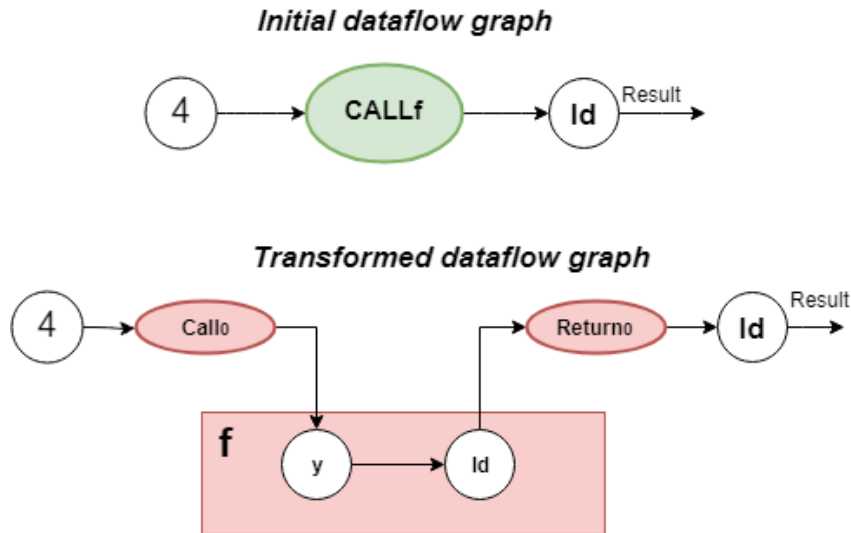 Initial dataflow graph
4
CALLf
Id
Result
Transformed dataflow graph
4
Call0
Return0
Id
Result
f
y
Id